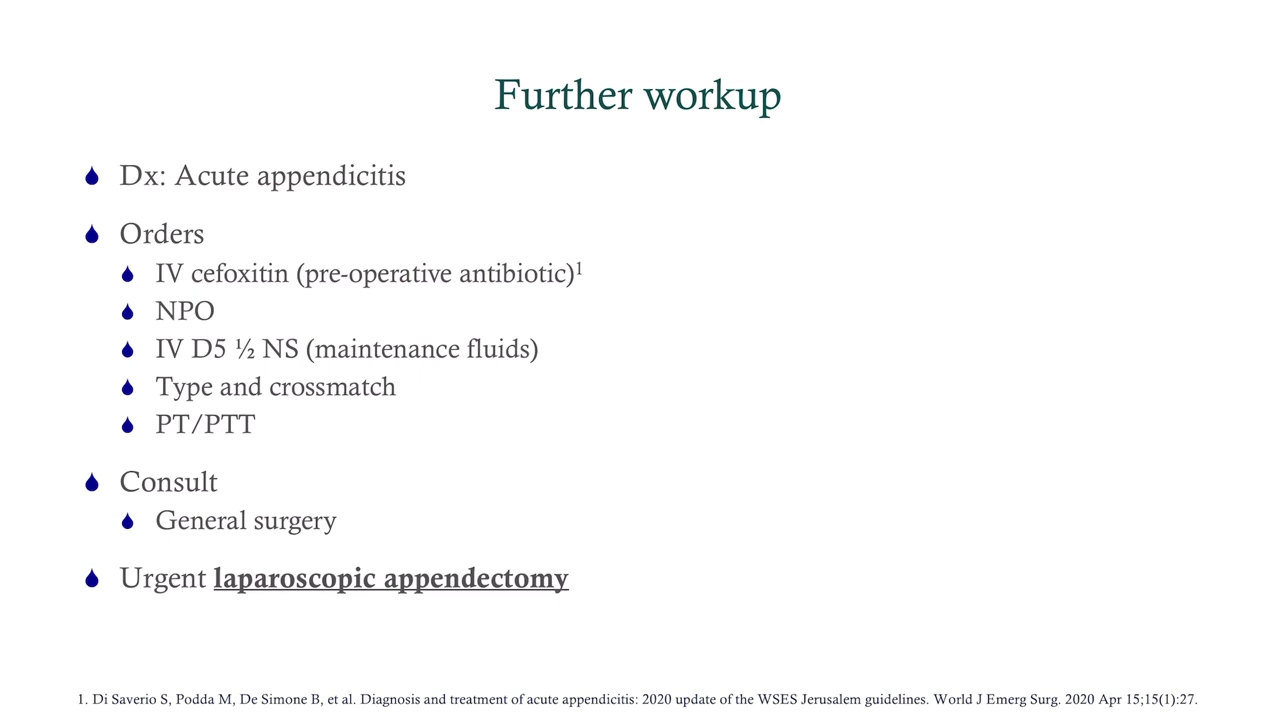 Further workup
Dx: Acute appendicitis
Orders
IV cefoxitin (pre-operative antibiotic)¹
NPO
IV D5 ½ NS (maintenance fluids)
Type and crossmatch
PT/PTT
Consult
General surgery
Urgent laparoscopic appendectomy
1. Di Saverio S, Podda M, De Simone B, et al. Diagnosis and treatment of acute appendicitis: 2020 update of the WSES Jerusalem guidelines. World J Emerg Surg. 2020 Apr 15;15(1):27.